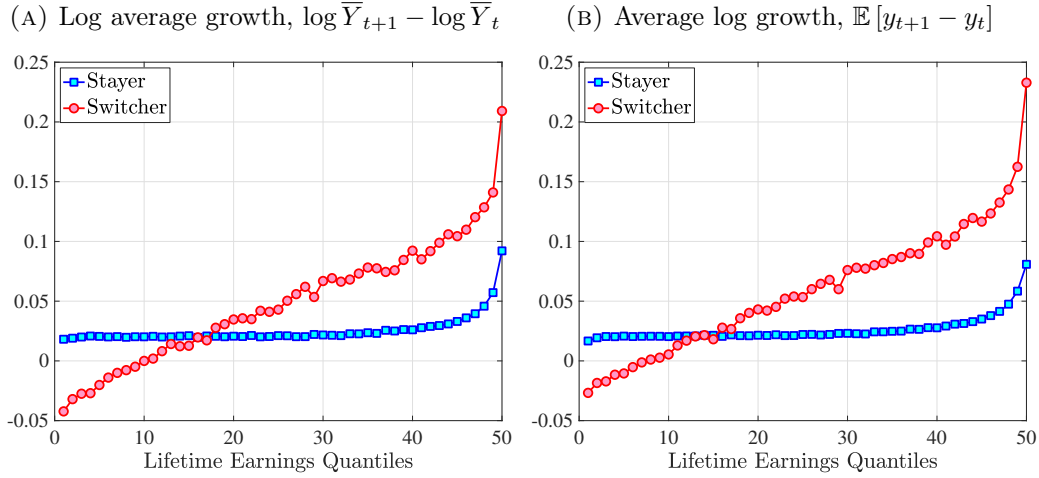 (A) Log average growth, log Y̅ₜ₊₁ − log Y̅ₜ
0.25
0.2
0.15
0.1
0.05
0
-0.05
Stayer
Switcher
0 10 20 30 40 50
Lifetime Earnings Quantiles
(B) Average log growth, 𝔼 [yₜ₊₁ − yₜ]
0.25
0.2
0.15
0.1
0.05
0
-0.05
Stayer
Switcher
0 10 20 30 40 50
Lifetime Earnings Quantiles